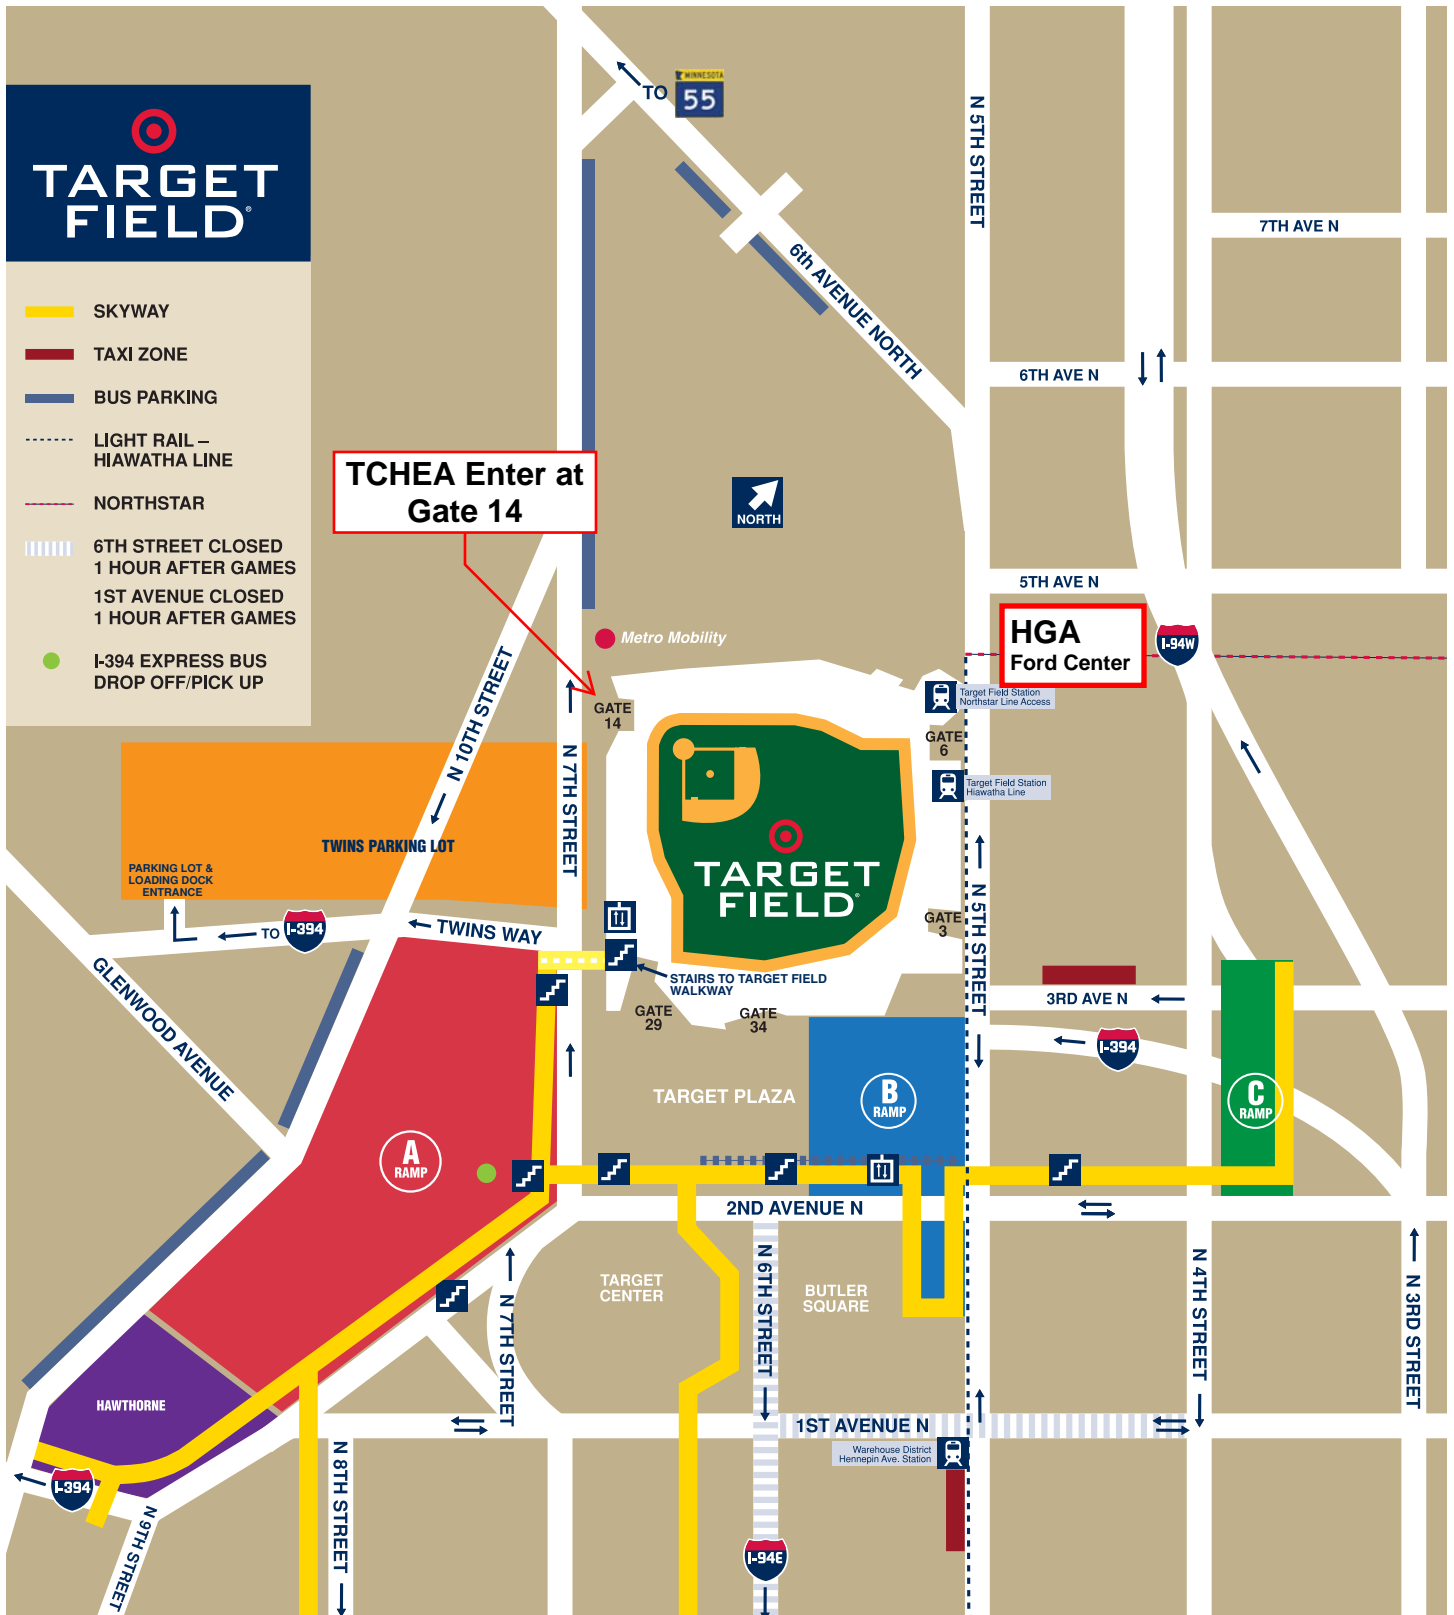 TARGET
FIELD
SKYWAY
TAXI ZONE
BUS PARKING
LIGHT RAIL –
HIAWATHA LINE
NORTHSTAR
6TH STREET CLOSED
1 HOUR AFTER GAMES
1ST AVENUE CLOSED
1 HOUR AFTER GAMES
I-394 EXPRESS BUS
DROP OFF/PICK UP
TO
MINNESOTA
55
N 5TH STREET
7TH AVE N
6th AVENUE NORTH
6TH AVE N
TCHEA Enter at
Gate 14
NORTH
5TH AVE N
HGA
Ford Center
I-94W
Metro Mobility
Target Field Station
Northstar Line Access
GATE
14
GATE
6
N 10TH STREET
N 7TH STREET
Target Field Station
Hiawatha Line
TWINS PARKING LOT
PARKING LOT &
LOADING DOCK
ENTRANCE
TARGET
FIELD®
GATE
3
N 5TH STREET
TO
I-394
TWINS WAY
STAIRS TO TARGET FIELD
WALKWAY
GLENWOOD AVENUE
GATE
29
GATE
34
3RD AVE N
I-394
TARGET PLAZA
B
RAMP
C
RAMP
A
RAMP
2ND AVENUE N
N 7TH STREET
TARGET
CENTER
N 6TH STREET
BUTLER
SQUARE
N 4TH STREET
N 3RD STREET
HAWTHORNE
1ST AVENUE N
Warehouse District
Hennepin Ave. Station
I-394
N 9TH STREET
N 8TH STREET
I-94E